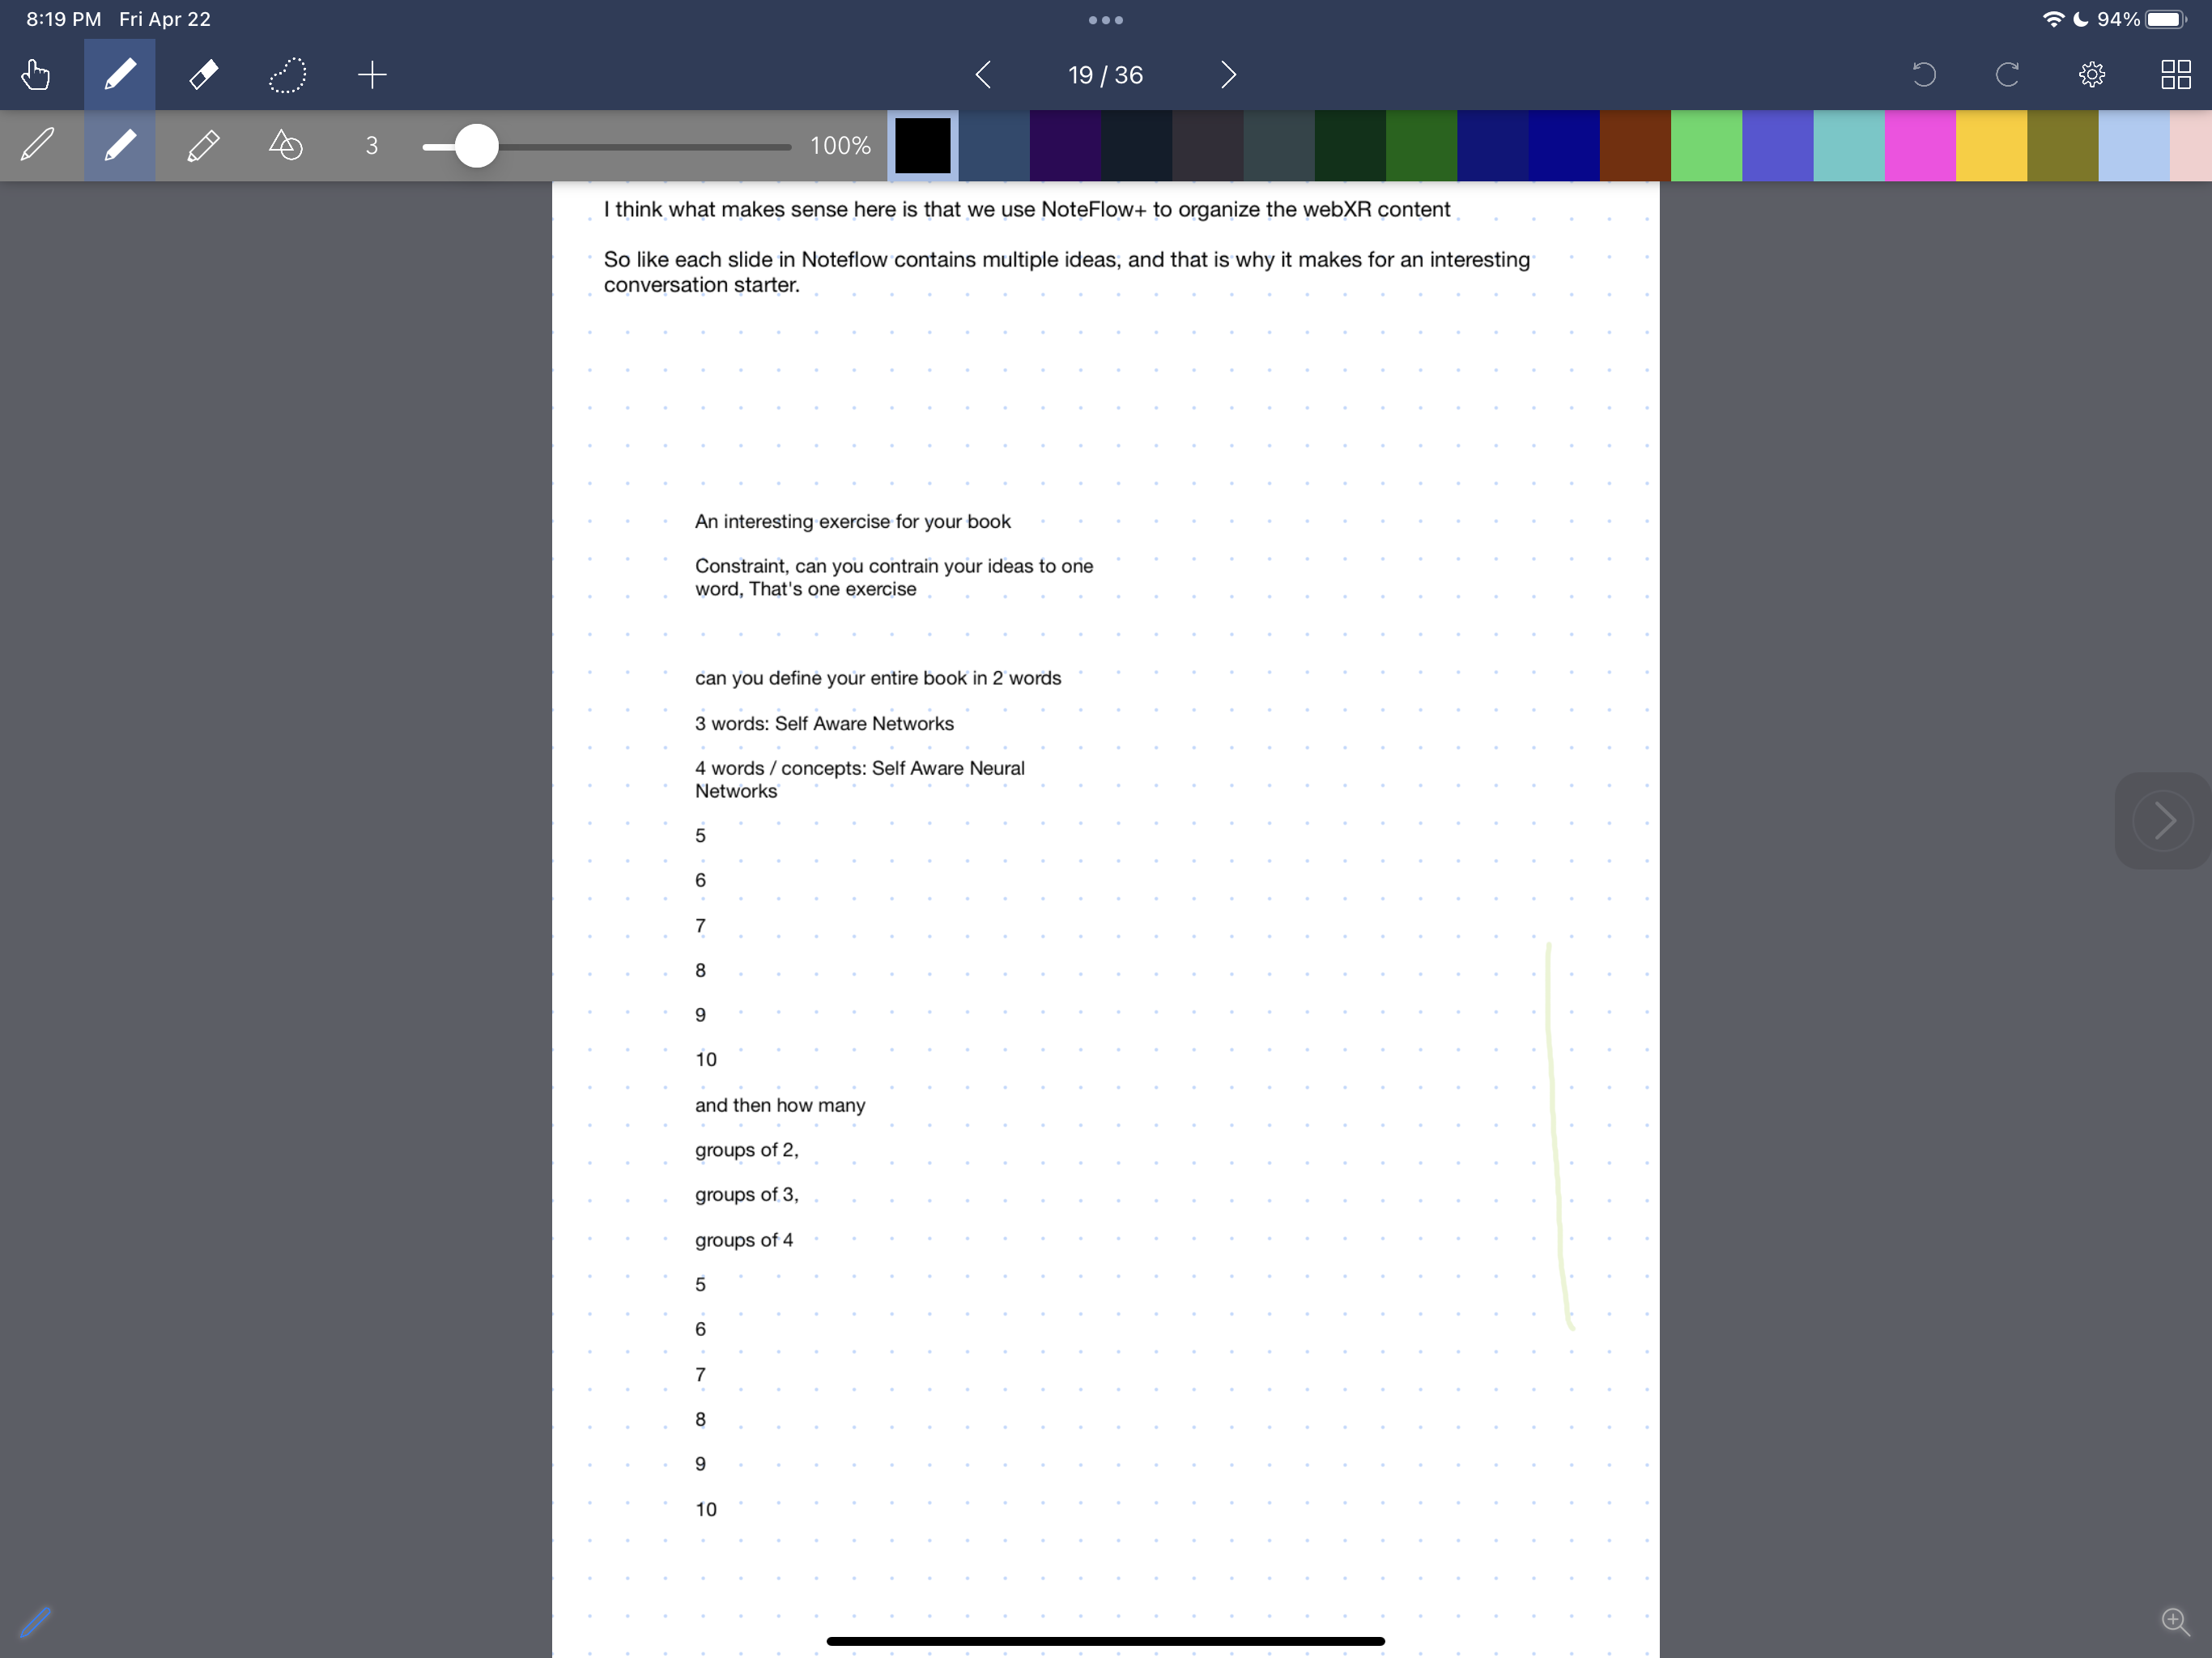 8:19 PM Fri Apr 22
94%
19 / 36
3
100%
I think what makes sense here is that we use NoteFlow+ to organize the webXR content
So like each slide in Noteflow contains multiple ideas, and that is why it makes for an interesting
conversation starter.
An interesting exercise for your book
Constraint, can you contrain your ideas to one
word, That's one exercise
can you define your entire book in 2 words
3 words: Self Aware Networks
4 words / concepts: Self Aware Neural
Networks
5
6
7
8
9
10
and then how many
groups of 2,
groups of 3,
groups of 4
5
6
7
8
9
10